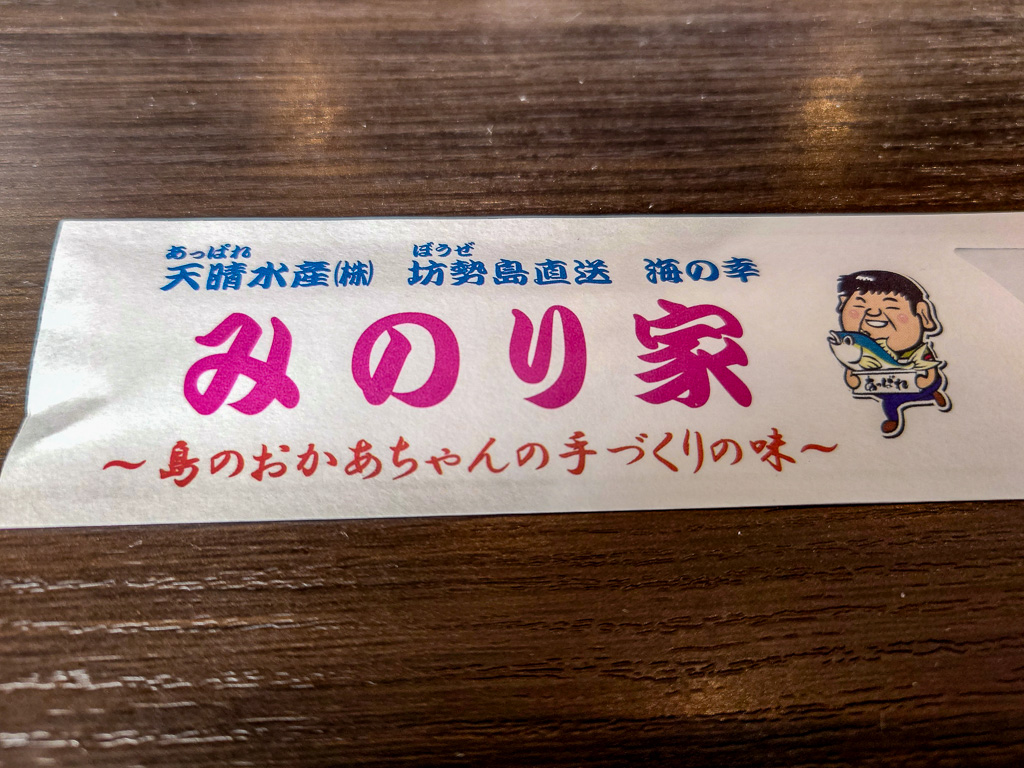 あっぱれ ぼうぜ
天晴水産㈱ 坊勢島直送 海の幸
みのり家
〜島のおかあちゃんの手づくりの味〜
あっぱれ